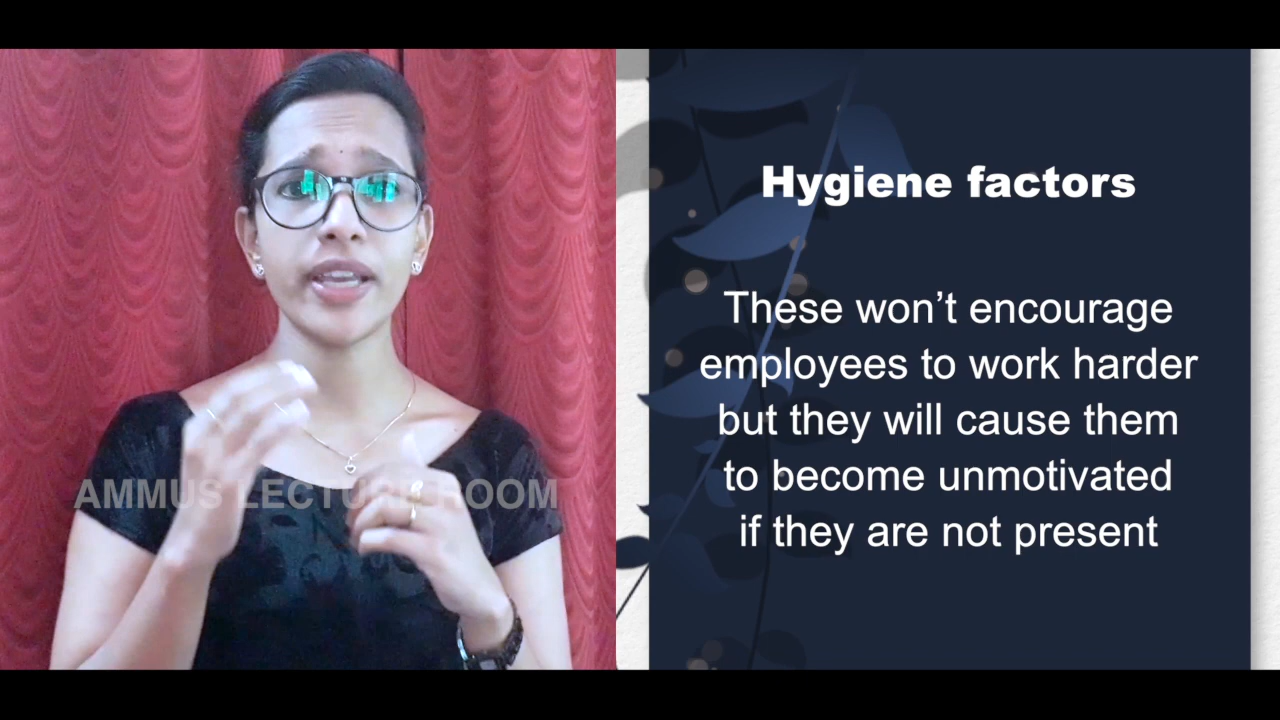 AMMUS LECTURE ROOM
Hygiene factors
These won’t encourage
employees to work harder
but they will cause them
to become unmotivated
if they are not present